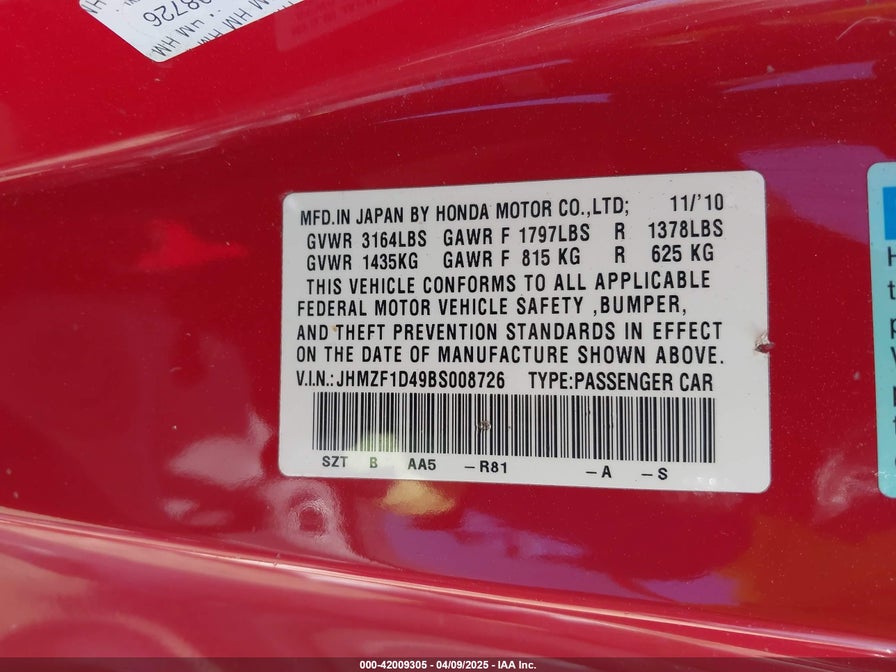 98726
HM HM
MFD.IN JAPAN BY HONDA MOTOR CO.,LTD; 11/'10
GVWR 3164LBS GAWR F 1797LBS R 1378LBS
GVWR 1435KG GAWR F 815 KG R 625 KG
THIS VEHICLE CONFORMS TO ALL APPLICABLE
FEDERAL MOTOR VEHICLE SAFETY ,BUMPER,
AND THEFT PREVENTION STANDARDS IN EFFECT
ON THE DATE OF MANUFACTURE SHOWN ABOVE.
V.I.N.:JHMZF1D49BS008726 TYPE:PASSENGER CAR
SZT B AA5 –R81 –A –S
000-42009305 - 04/09/2025 - IAA Inc.